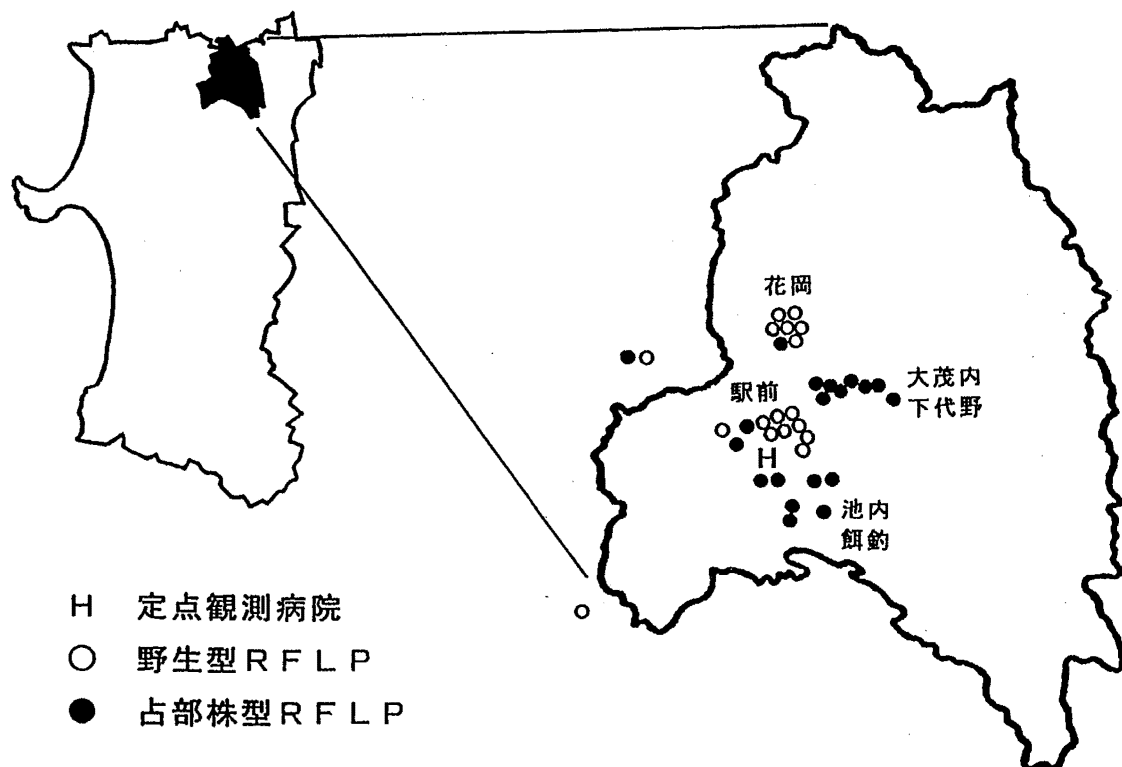 花岡
大茂内
下代野
駅前
H
池内
餌釣
H 定点観測病院
○ 野生型RFLP
● 占部株型RFLP